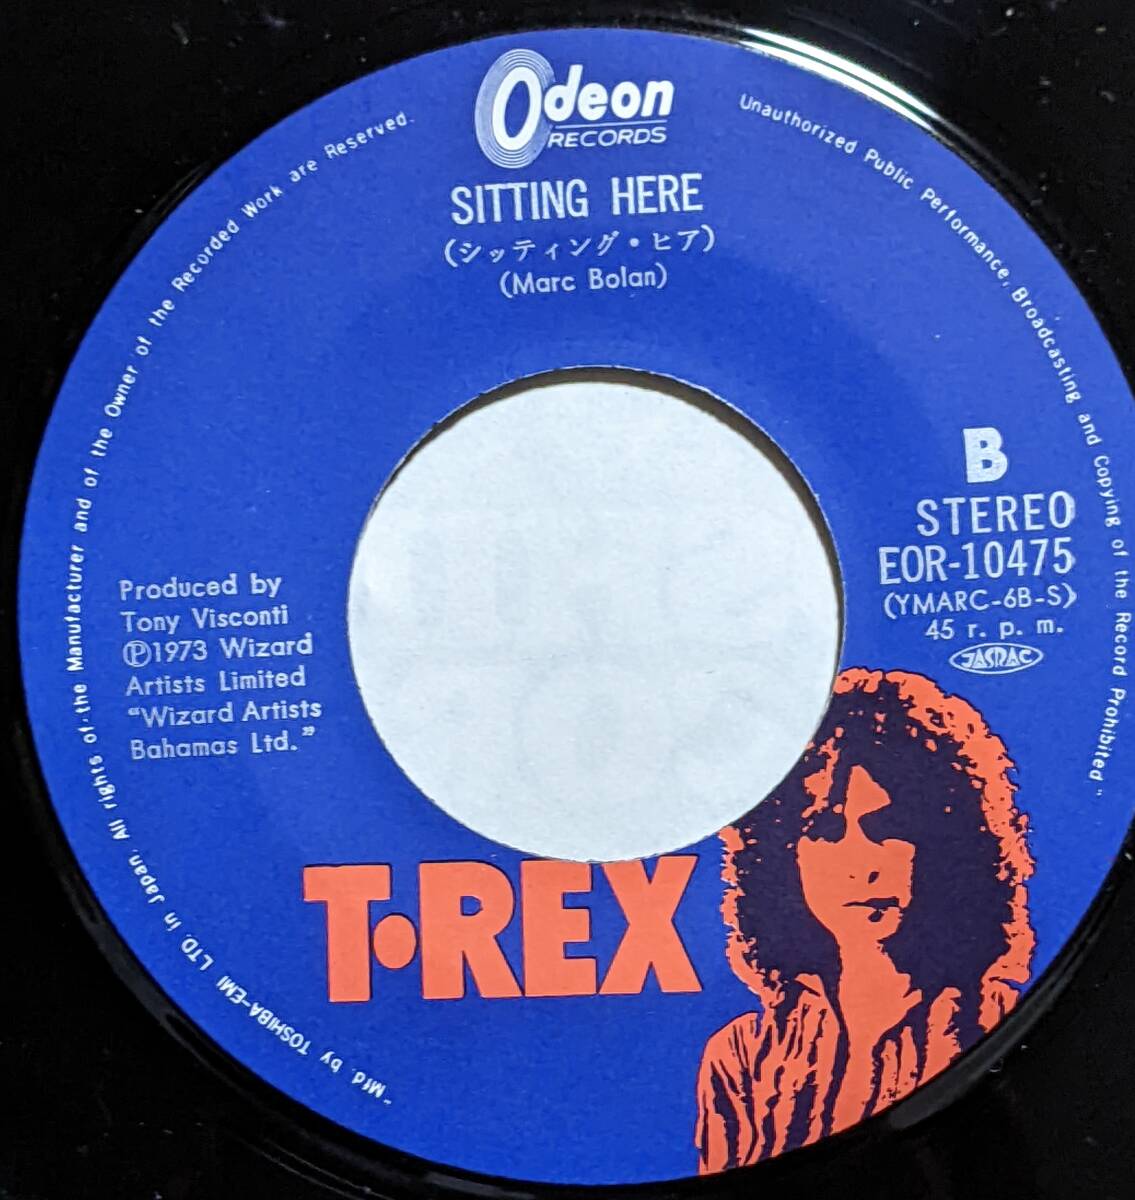 Odeon
RECORDS
SITTING HERE
(シッティング・ヒア)
(Marc Bolan)
B
STEREO
EOR-10475
(YMARC-6B-S)
45 r. p. m.
JASRAC
Produced by
Tony Visconti
Ⓟ1973 Wizard
Artists Limited
“Wizard Artists
Bahamas Ltd.”
T•REX
"Mfd. by TOSHIBA-EMI LTD. in Japan. All rights of the Manufacturer and of the Owner of the Recorded Work are Reserved. Unauthorized Public Performance, Broadcasting and Copying of the Record Prohibited"